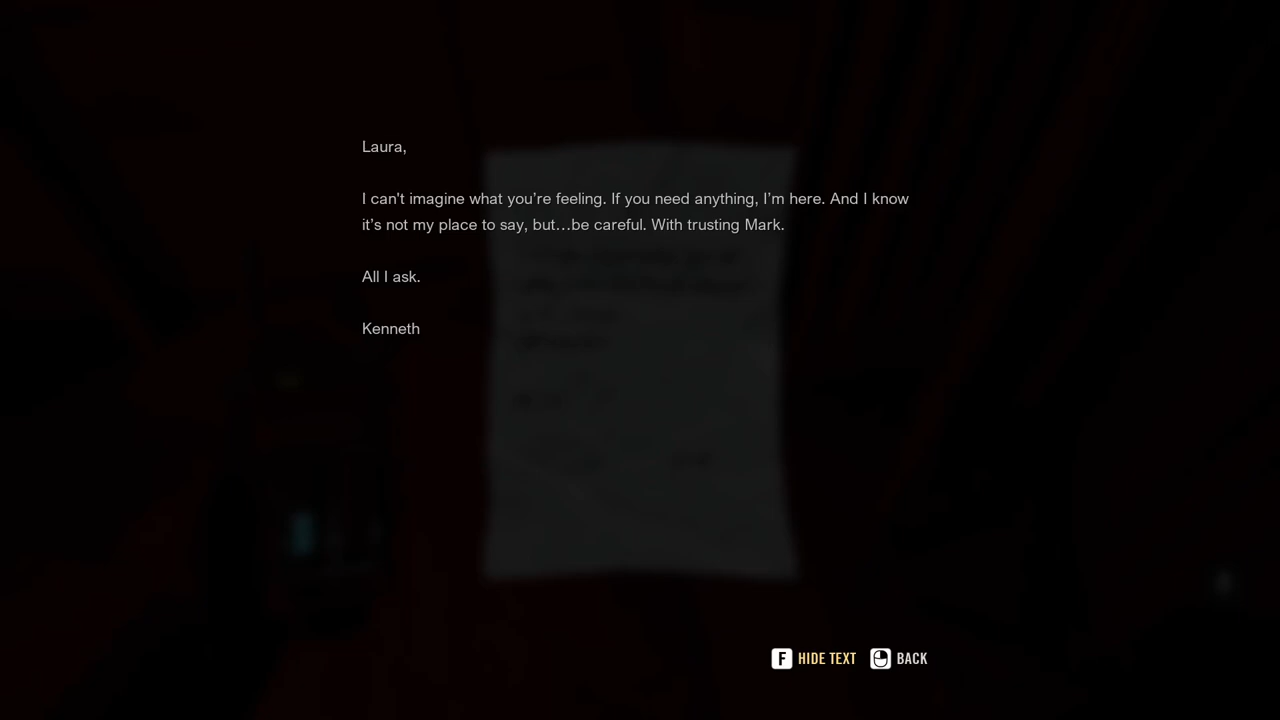 Laura,
I can't imagine what you're feeling. If you need anything, I'm here. And I know
it's not my place to say, but…be careful. With trusting Mark.
All I ask.
Kenneth
F HIDE TEXT BACK